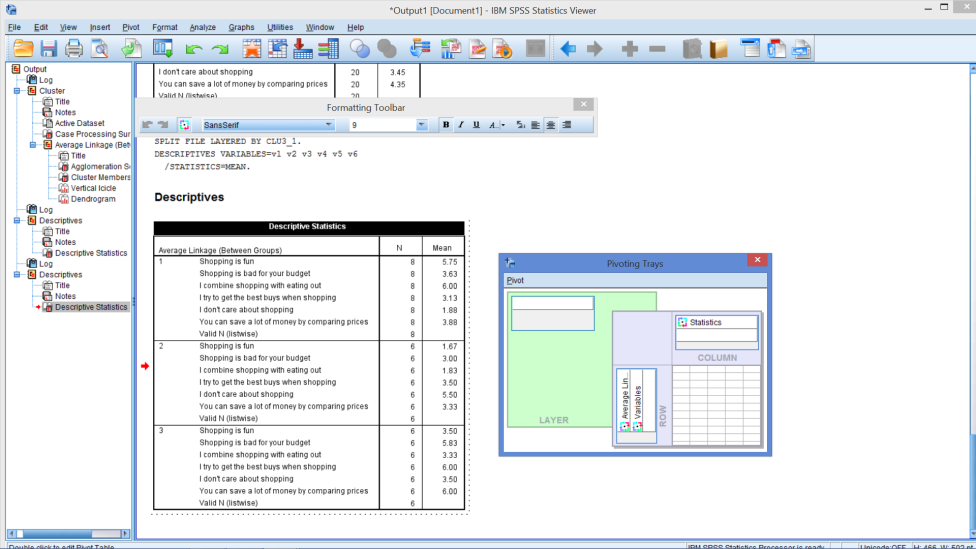 *Output1 [Document1] - IBM SPSS Statistics Viewer
File Edit View Insert Pivot Format Analyze Graphs Utilities Window Help
Output
Log
Cluster
Title
Notes
Active Dataset
Case Processing Sur
Average Linkage (Bet
Title
Agglomeration S
Cluster Members
Vertical Icicle
Dendrogram
Log
Descriptives
Title
Notes
Descriptive Statistics
Log
Descriptives
Title
Notes
Descriptive Statistics
I don't care about shopping 20 3.45
You can save a lot of money by comparing prices 20 4.35
Valid N (listwise) 20
Formatting Toolbar
SansSerif 9 B I U A
SPLIT FILE LAYERED BY CLU3_1.
DESCRIPTIVES VARIABLES=v1 v2 v3 v4 v5 v6
/STATISTICS=MEAN.
Descriptives
Descriptive Statistics
Average Linkage (Between Groups) N Mean
1 Shopping is fun 8 5.75
Shopping is bad for your budget 8 3.63
I combine shopping with eating out 8 6.00
I try to get the best buys when shopping 8 3.13
I don't care about shopping 8 1.88
You can save a lot of money by comparing prices 8 3.88
Valid N (listwise) 8
2 Shopping is fun 6 1.67
Shopping is bad for your budget 6 3.00
I combine shopping with eating out 6 1.83
I try to get the best buys when shopping 6 3.50
I don't care about shopping 6 5.50
You can save a lot of money by comparing prices 6 3.33
Valid N (listwise) 6
3 Shopping is fun 6 3.50
Shopping is bad for your budget 6 5.83
I combine shopping with eating out 6 3.33
I try to get the best buys when shopping 6 6.00
I don't care about shopping 6 3.50
You can save a lot of money by comparing prices 6 6.00
Valid N (listwise) 6
Pivoting Trays
Pivot
Statistics
COLUMN
LAYER
Average Lin...
Variables
ROW
Double click to edit Pivot Table
IBM SPSS Statistics Processor is ready
Unicode:OFF
H: 466, W: 502 pt